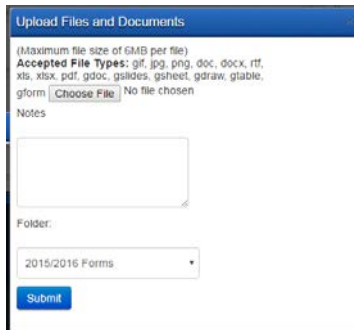 Upload Files and Documents
(Maximum file size of 6MB per file)
Accepted File Types: gif, jpg, png, doc, docx, rtf,
xls, xlsx, pdf, gdoc, gslides, gsheet, gdraw, gtable,
gform Choose File No file chosen
Notes
Folder:
2015/2016 Forms
Submit